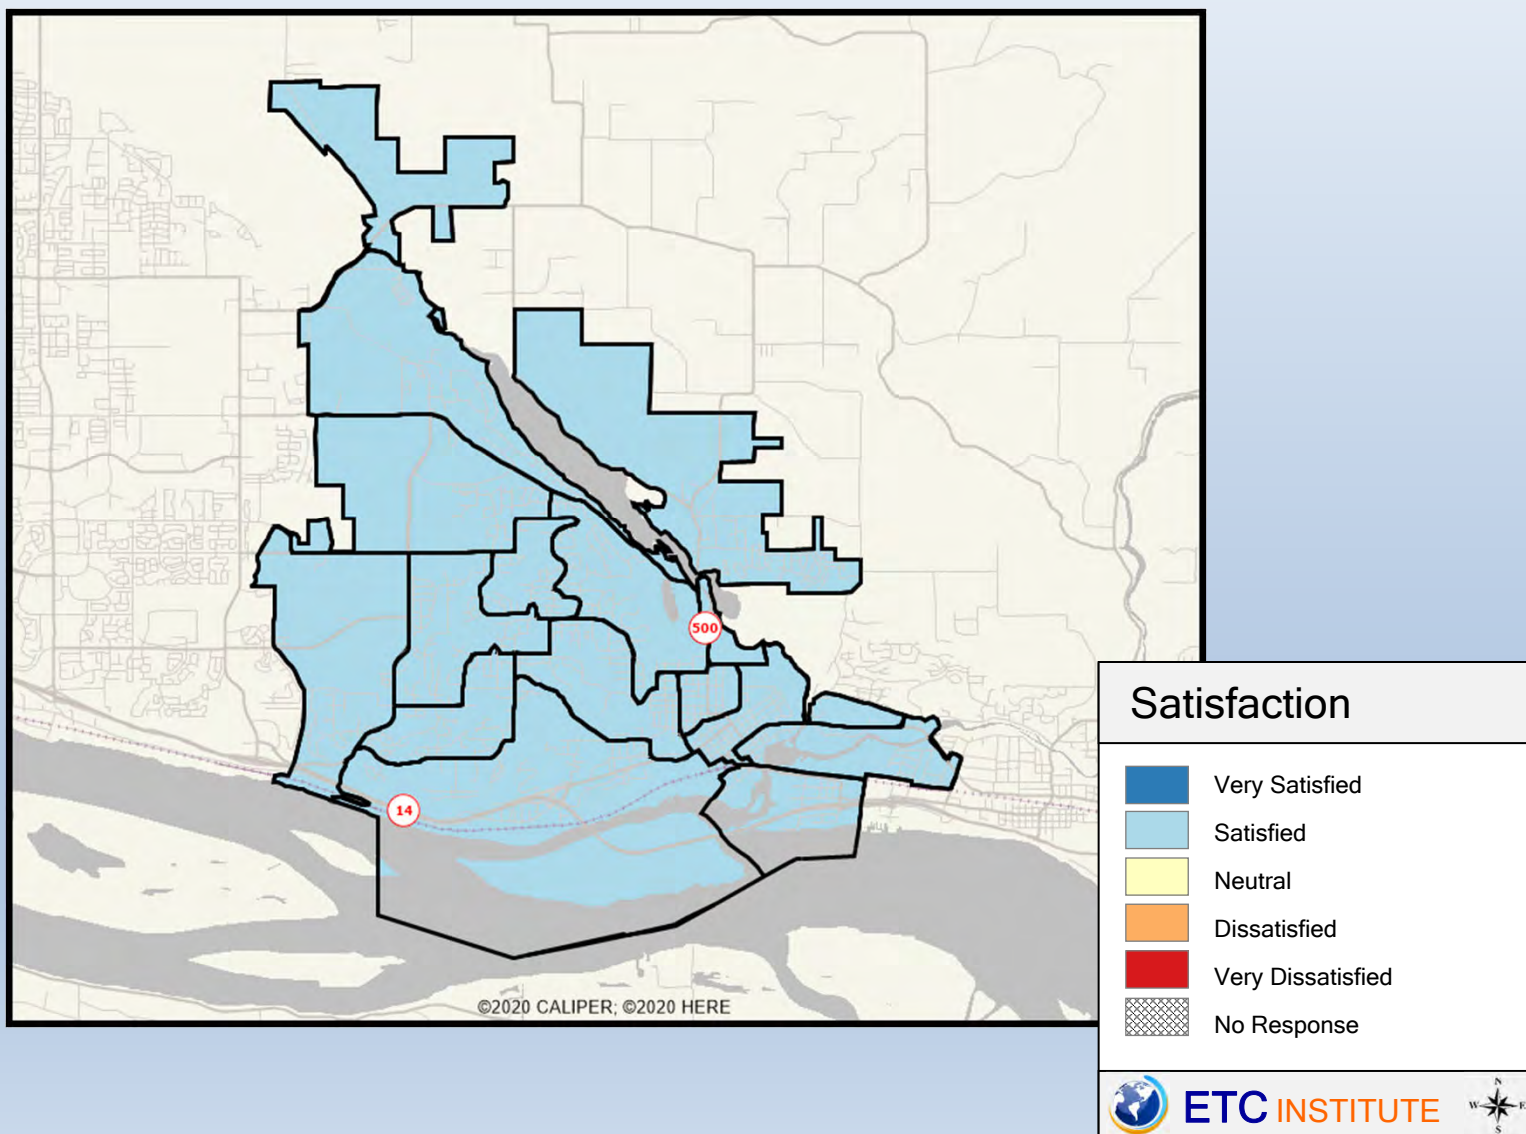 500
14
©2020 CALIPER; ©2020 HERE
Satisfaction
Very Satisfied
Satisfied
Neutral
Dissatisfied
Very Dissatisfied
No Response
ETC INSTITUTE
N
W E
S